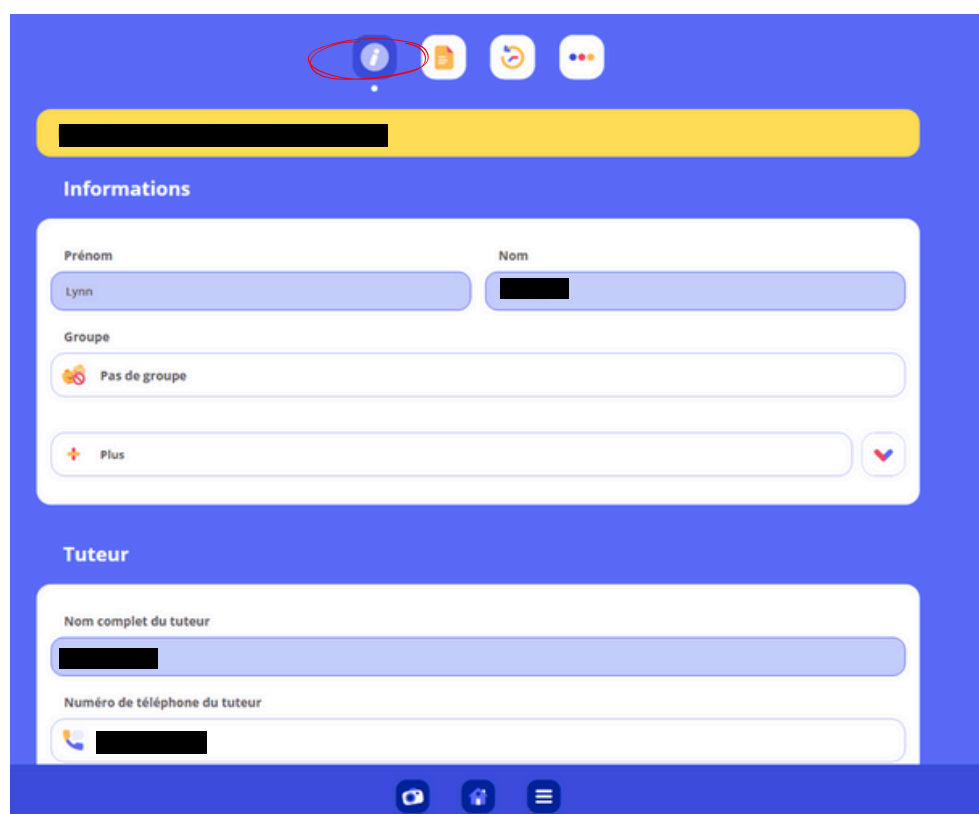 Informations
Prénom
Nom
Lynn
Groupe
Pas de groupe
Plus
Tuteur
Nom complet du tuteur
Numéro de téléphone du tuteur